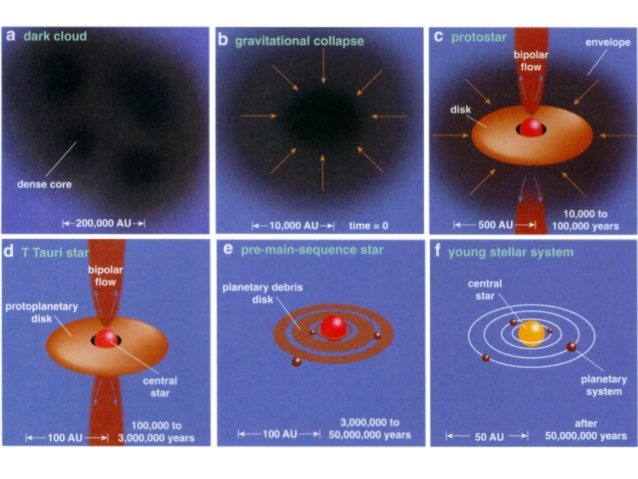 a dark cloud
dense core
200,000 AU
b gravitational collapse
10,000 AU
time = 0
c protostar
envelope
bipolar
flow
disk
500 AU
10,000 to
100,000 years
d T Tauri star
bipolar
flow
protoplanetary
disk
central
star
100 AU
100,000 to
3,000,000 years
e pre-main-sequence star
planetary debris
disk
100 AU
3,000,000 to
50,000,000 years
f young stellar system
central
star
planetary
system
50 AU
after
50,000,000 years